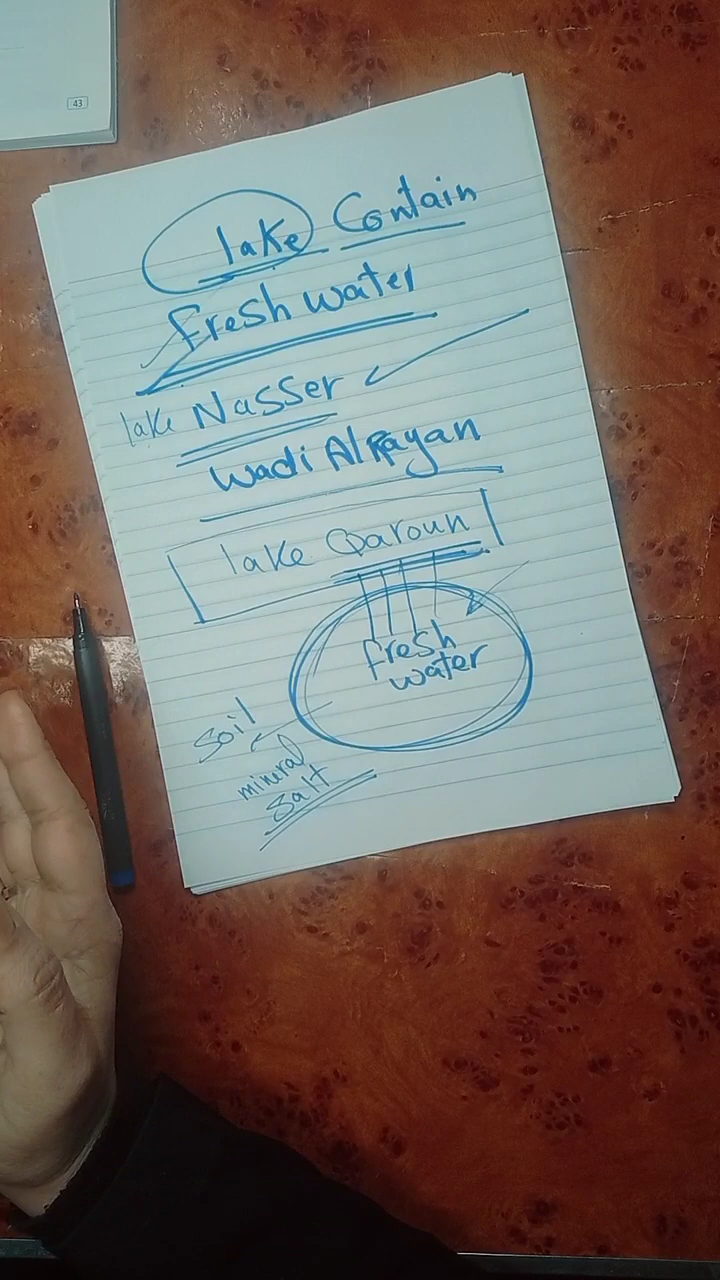 43
lake Contain
fresh water
lake Nasser
Wadi AlRayan
lake Qaroun
fresh
water
Soil
mineral
Salt